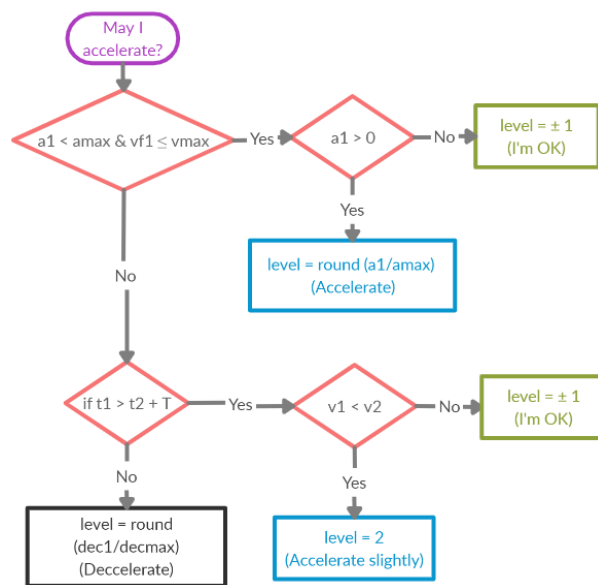 May I
accelerate?
a1 < amax & vf1 ≤ vmax
Yes
a1 > 0
No
level = ± 1
(I'm OK)
Yes
level = round (a1/amax)
(Accelerate)
No
if t1 > t2 + T
Yes
v1 < v2
No
level = ± 1
(I'm OK)
No
Yes
level = round
(dec1/decmax)
(Deccelerate)
level = 2
(Accelerate slightly)